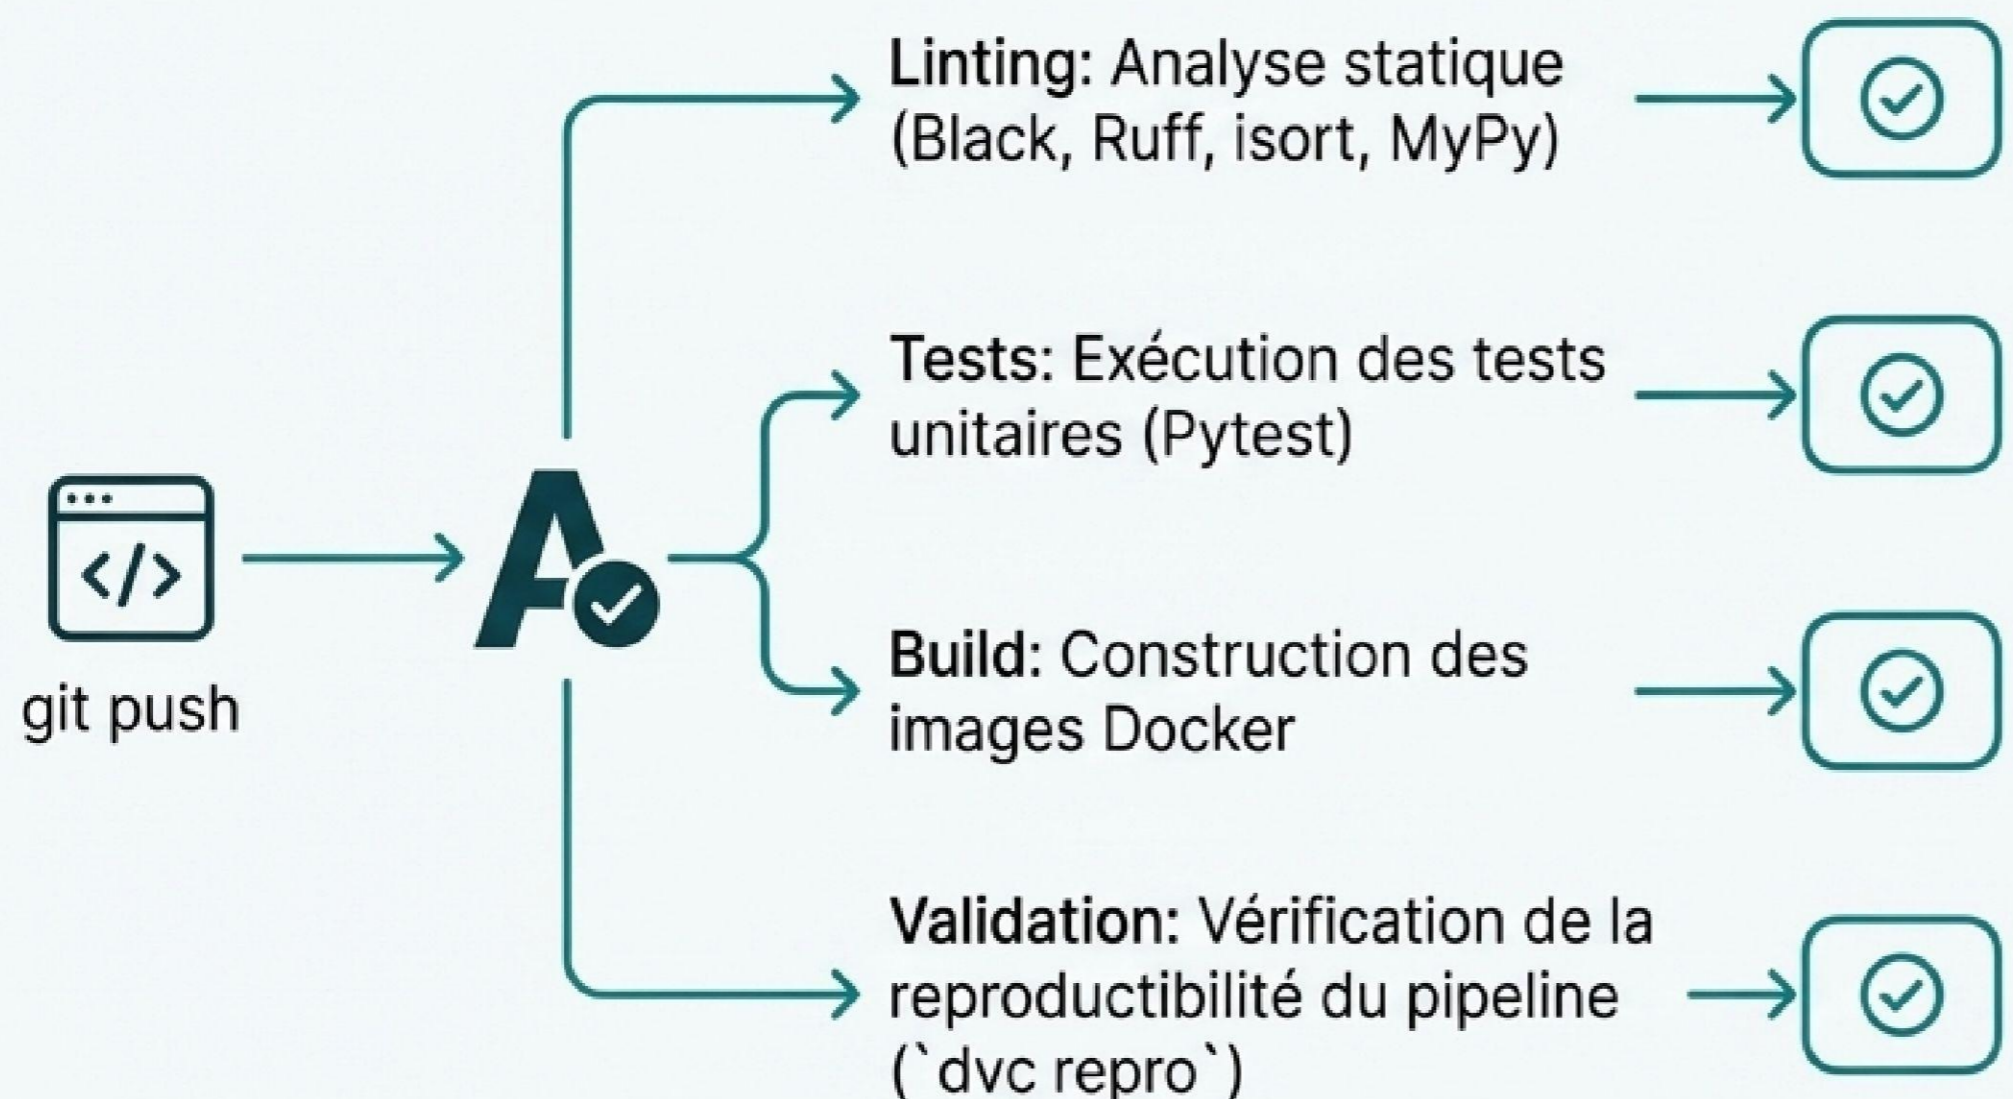 Linting: Analyse statique
(Black, Ruff, isort, MyPy)
Tests: Exécution des tests
unitaires (Pytest)
</>
git push
A
Build: Construction des
images Docker
Validation: Vérification de la
reproductibilité du pipeline
(`dvc repro`)